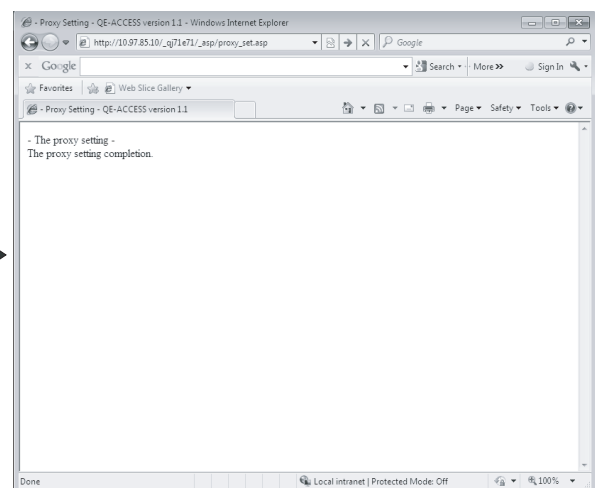 - Proxy Setting - QE-ACCESS version 1.1 - Windows Internet Explorer
http://10.97.85.10/_qj71e71/_asp/proxy_set.asp
Google
x Google
Search
More >>
Sign In
Favorites
Web Slice Gallery
- Proxy Setting - QE-ACCESS version 1.1
Page
Safety
Tools
- The proxy setting -
The proxy setting completion.
Done
Local intranet | Protected Mode: Off
100%